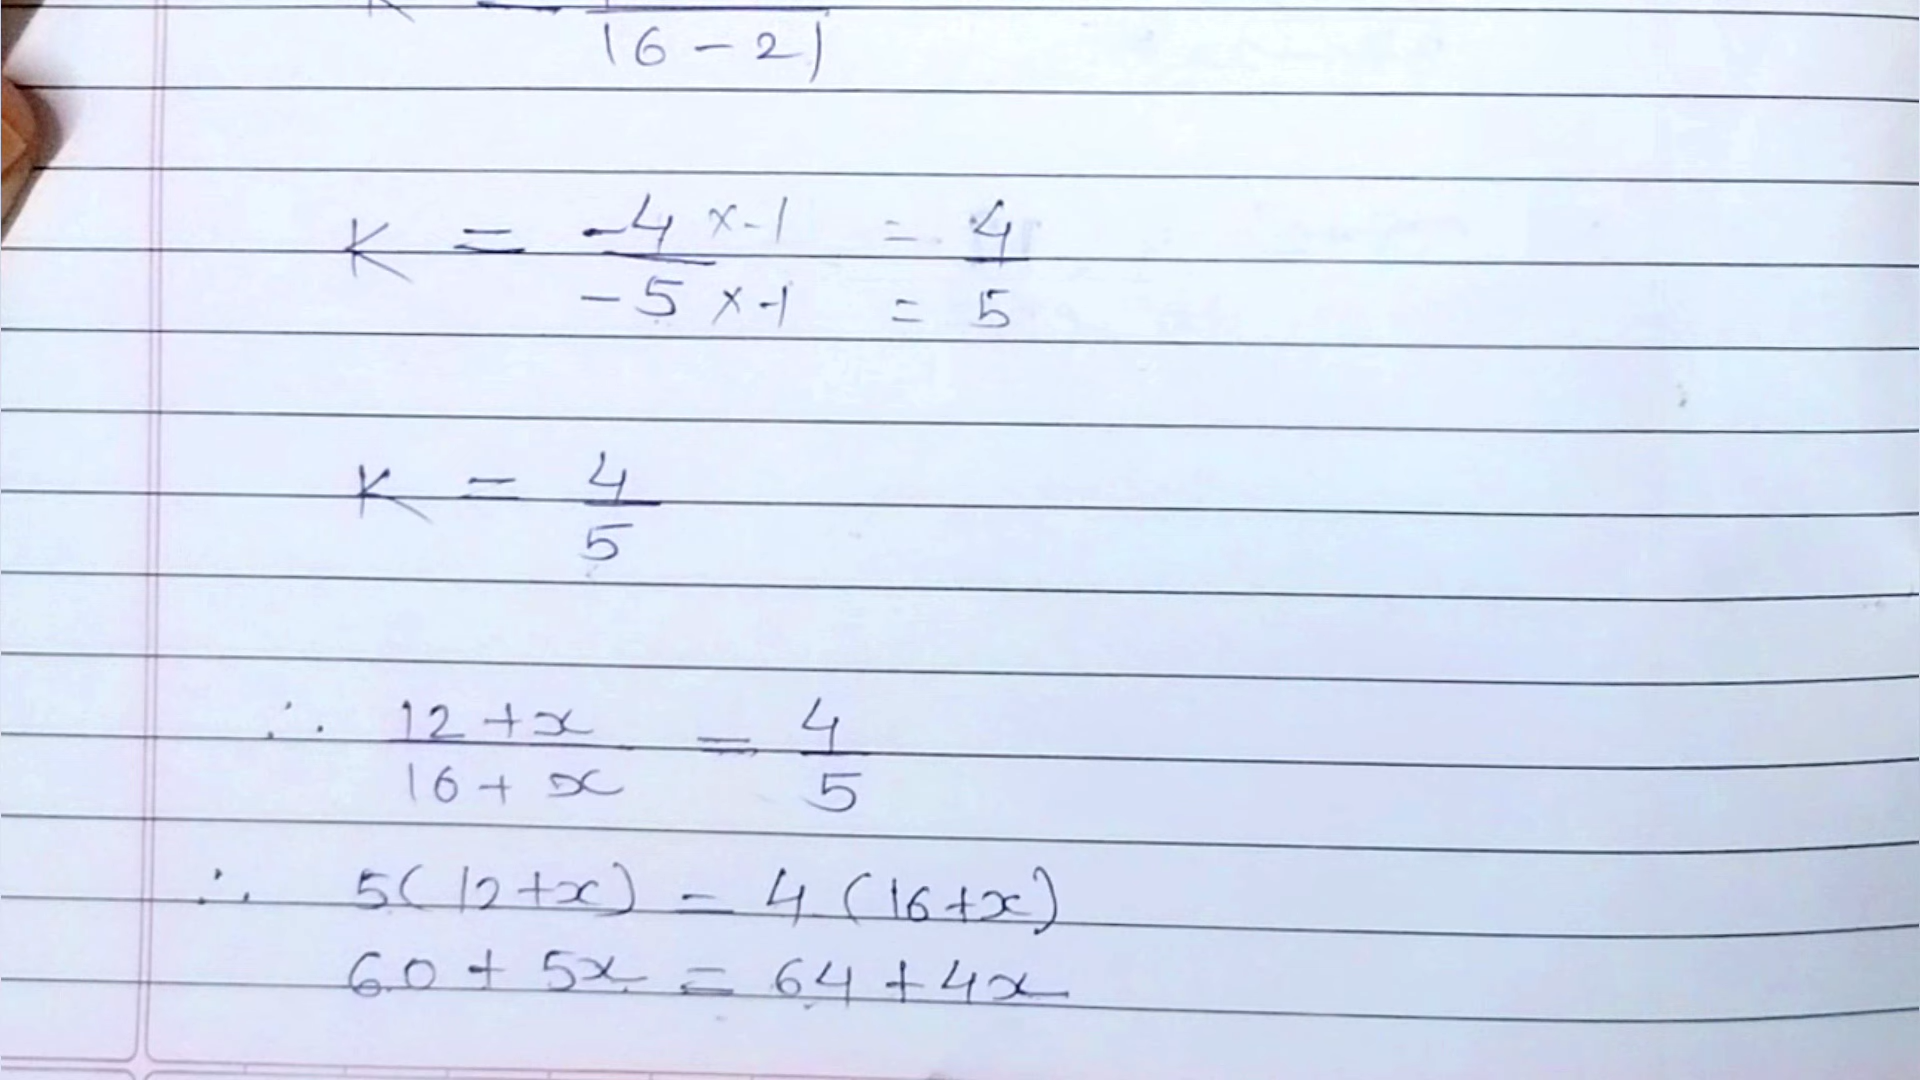 K =
16 - 21
K = -4 x -1 = 4
-5 x -1 = 5
K = 4
5
∴ 12 + x = 4
16 + x 5
∴ 5(12+x) = 4 (16+x)
60 + 5x = 64 + 4x